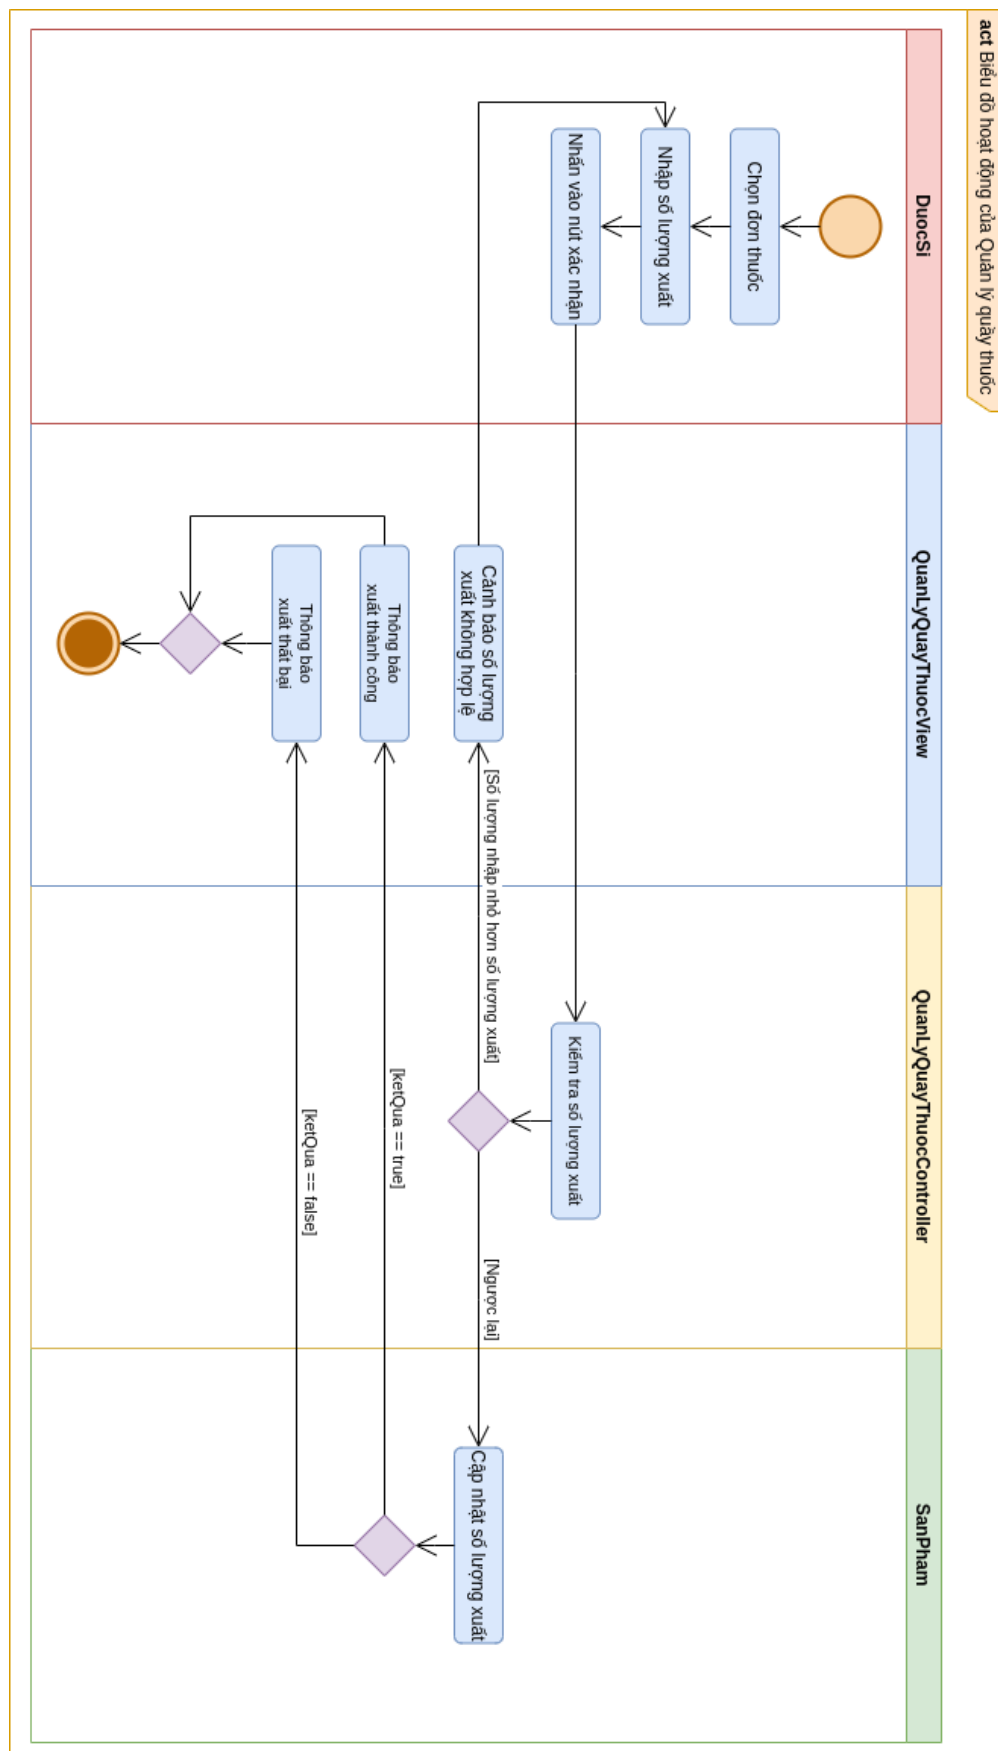 act Biểu đồ hoạt động của Quản lý quầy thuốc
DuocSi
QuanLyQuayThuocView
QuanLyQuayThuocController
SanPham
Chọn đơn thuốc
Nhập số lượng xuất
Nhấn vào nút xác nhận
Kiểm tra số lượng xuất
Cảnh báo số lượng
xuất không hợp lệ
[Số lượng nhập nhỏ hơn số lượng xuất]
[Ngược lại]
Cập nhật số lượng xuất
Thông báo
xuất thành công
[ketQua == true]
Thông báo
xuất thất bại
[ketQua == false]